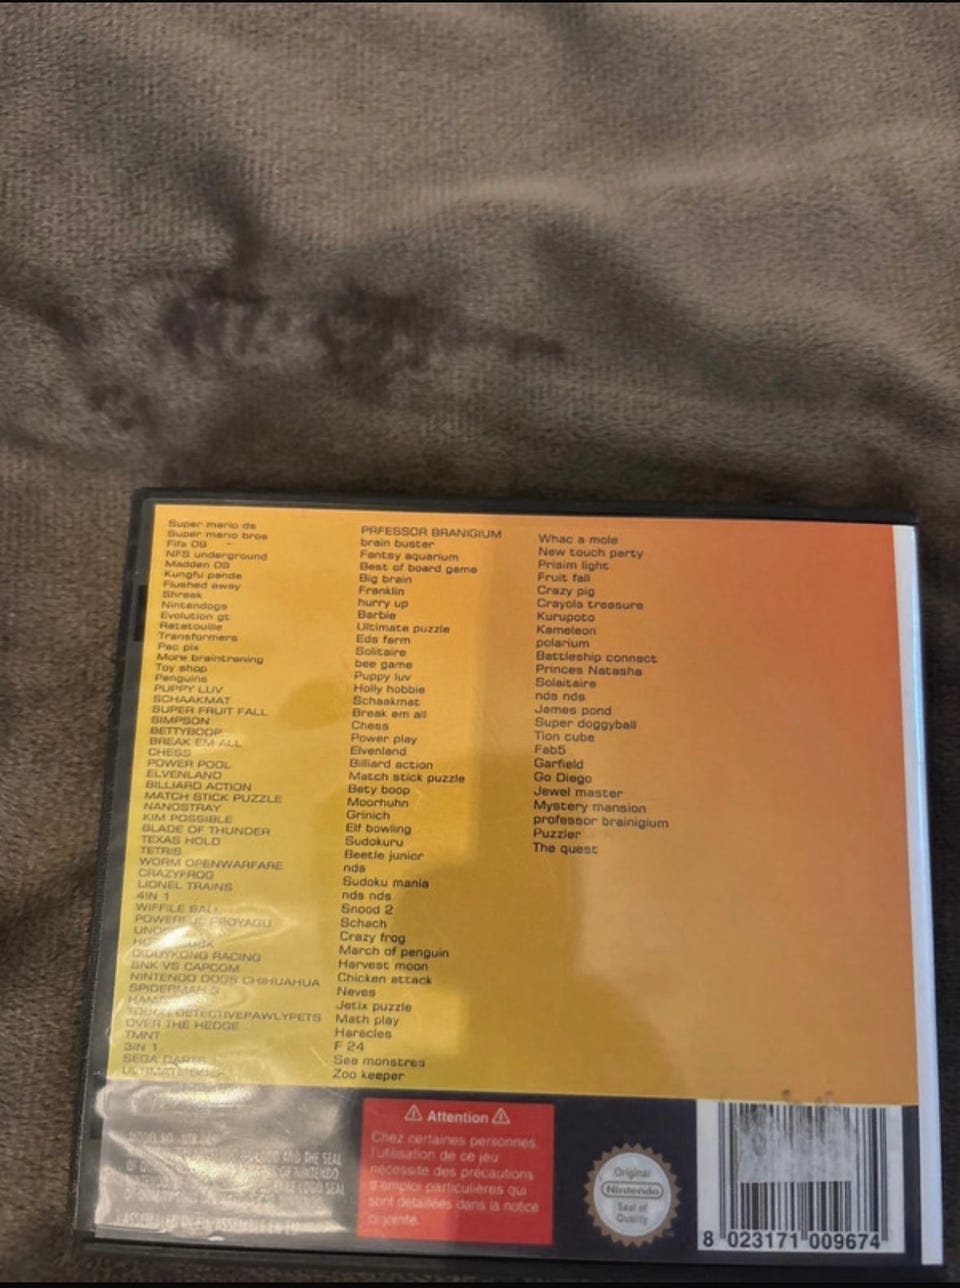 Super mario ds
Super mario bros
Fifa 09
NFS underground
Madden 09
Kungfu panda
Flushed away
Shreak
Nintendogs
Evolution gt
Ratatouille
Transformers
Pac pix
More braintraning
Toy shop
Penguins
PUPPY LUV
SCHAAKMAT
SUPER FRUIT FALL
SIMPSON
BETTYBOOP
BREAK EM ALL
CHESS
POWER POOL
ELVENLAND
BILLIARD ACTION
MATCH STICK PUZZLE
NANOSTRAY
KIM POSSIBLE
BLADE OF THUNDER
TEXAS HOLD
TETRIS
WORM OPENWARFARE
CRAZYFROG
LIONEL TRAINS
4IN 1
WIFFILE BALL
DIDDYKONG RACING
SNK VS CAPCOM
NINTENDO DOGS CHIHUAHUA
SPIDERMAN
OVER THE HEDGE
TMNT
3IN 1
SEGA
PRFESSOR BRANIGIUM
brain buster
Fantsy aquarium
Best of board game
Big brain
Franklin
hurry up
Barbie
Ultimate puzzle
Eds farm
Solitaire
bee game
Puppy luv
Holly hobbie
Schaakmat
Break em all
Chess
Power play
Elvenland
Billiard action
Match stick puzzle
Bety boop
Moorhuhn
Grinich
Elf bowling
Sudokuru
Beetle junior
nds
Sudoku mania
nds nds
Snood 2
Schach
Crazy frog
March of penguin
Harvest moon
Chicken attack
Neves
Jetix puzzle
Math play
Heracles
F 24
Sea monstres
Zoo keeper
Whac a mole
New touch party
Prisim light
Fruit fall
Crazy pig
Crayola treasure
Kurupoto
Kameleon
polarium
Battleship connect
Princes Natasha
Solaitaire
nds nds
James pond
Super doggyball
Tion cube
Fab5
Garfield
Go Diego
Jewel master
Mystery mansion
professor brainigium
Puzzler
The quest
Attention
Chez certaines personnes,
l'utilisation de ce jeu
nécessite des précautions
d'emploi particulières qui
sont détaillées dans la notice
ci-jointe.
Original
Nintendo
Seal of
Quality
8 023171 009674